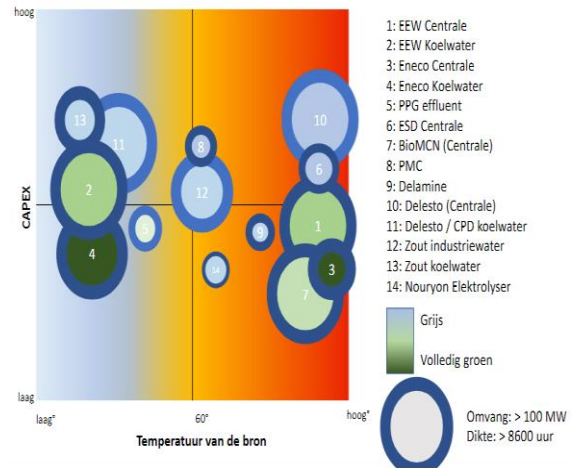 hoog
CAPEX
laag
laag°
60°
hoog°
Temperatuur van de bron
13
11
2
4
5
8
12
14
9
10
6
1
3
7
1: EEW Centrale
2: EEW Koelwater
3: Eneco Centrale
4: Eneco Koelwater
5: PPG effluent
6: ESD Centrale
7: BioMCN (Centrale)
8: PMC
9: Delamine
10: Delesto (Centrale)
11: Delesto / CPD koelwater
12: Zout industriewater
13: Zout koelwater
14: Nouryon Elektrolyser
Grijs
Volledig groen
Omvang: > 100 MW
Dikte: > 8600 uur